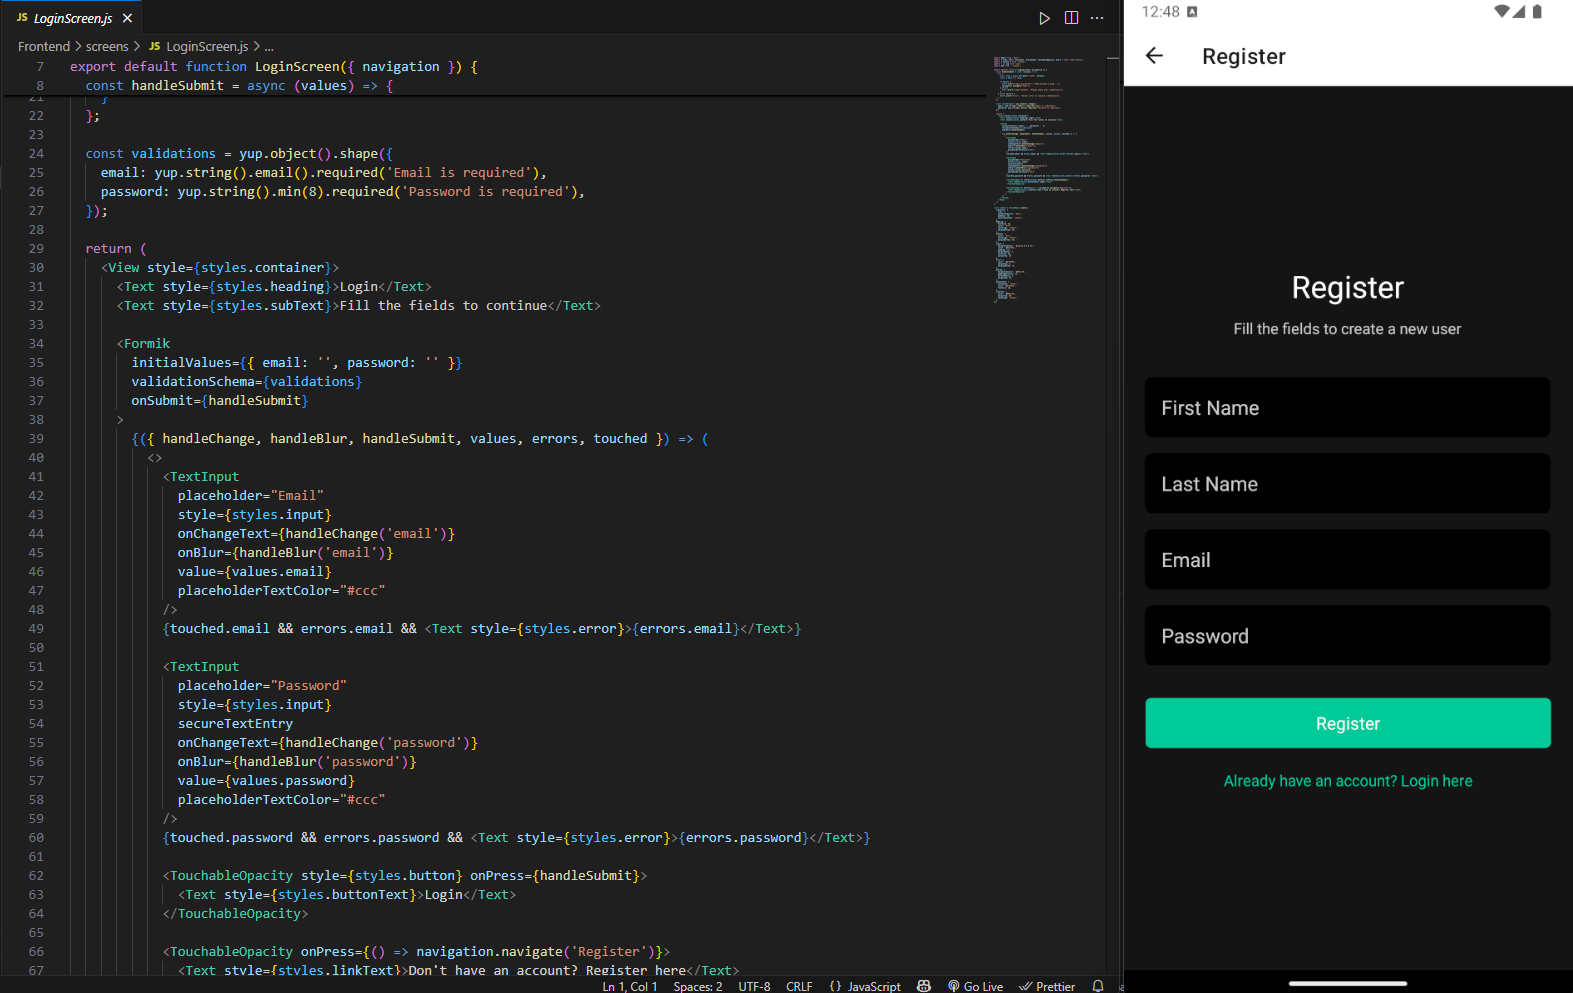 JS LoginScreen.js
Frontend > screens > JS LoginScreen.js > ...
7 export default function LoginScreen({ navigation }) {
8   const handleSubmit = async (values) => {
21     }
22   };
23
24   const validations = yup.object().shape({
25     email: yup.string().email().required('Email is required'),
26     password: yup.string().min(8).required('Password is required'),
27   });
28
29   return (
30     <View style={styles.container}>
31       <Text style={styles.heading}>Login</Text>
32       <Text style={styles.subText}>Fill the fields to continue</Text>
33
34       <Formik
35         initialValues={{ email: '', password: '' }}
36         validationSchema={validations}
37         onSubmit={handleSubmit}
38       >
39         {({ handleChange, handleBlur, handleSubmit, values, errors, touched }) => (
40           <>
41             <TextInput
42               placeholder="Email"
43               style={styles.input}
44               onChangeText={handleChange('email')}
45               onBlur={handleBlur('email')}
46               value={values.email}
47               placeholderTextColor="#ccc"
48             />
49             {touched.email && errors.email && <Text style={styles.error}>{errors.email}</Text>}
50
51             <TextInput
52               placeholder="Password"
53               style={styles.input}
54               secureTextEntry
55               onChangeText={handleChange('password')}
56               onBlur={handleBlur('password')}
57               value={values.password}
58               placeholderTextColor="#ccc"
59             />
60             {touched.password && errors.password && <Text style={styles.error}>{errors.password}</Text>}
61
62             <TouchableOpacity style={styles.button} onPress={handleSubmit}>
63               <Text style={styles.buttonText}>Login</Text>
64             </TouchableOpacity>
65
66             <TouchableOpacity onPress={() => navigation.navigate('Register')}>
67               <Text style={styles.linkText}>Don't have an account? Register here</Text>
Ln 1, Col 1 Spaces: 2 UTF-8 CRLF {} JavaScript Go Live Prettier
12:48
Register
Register
Fill the fields to create a new user
First Name
Last Name
Email
Password
Register
Already have an account? Login here